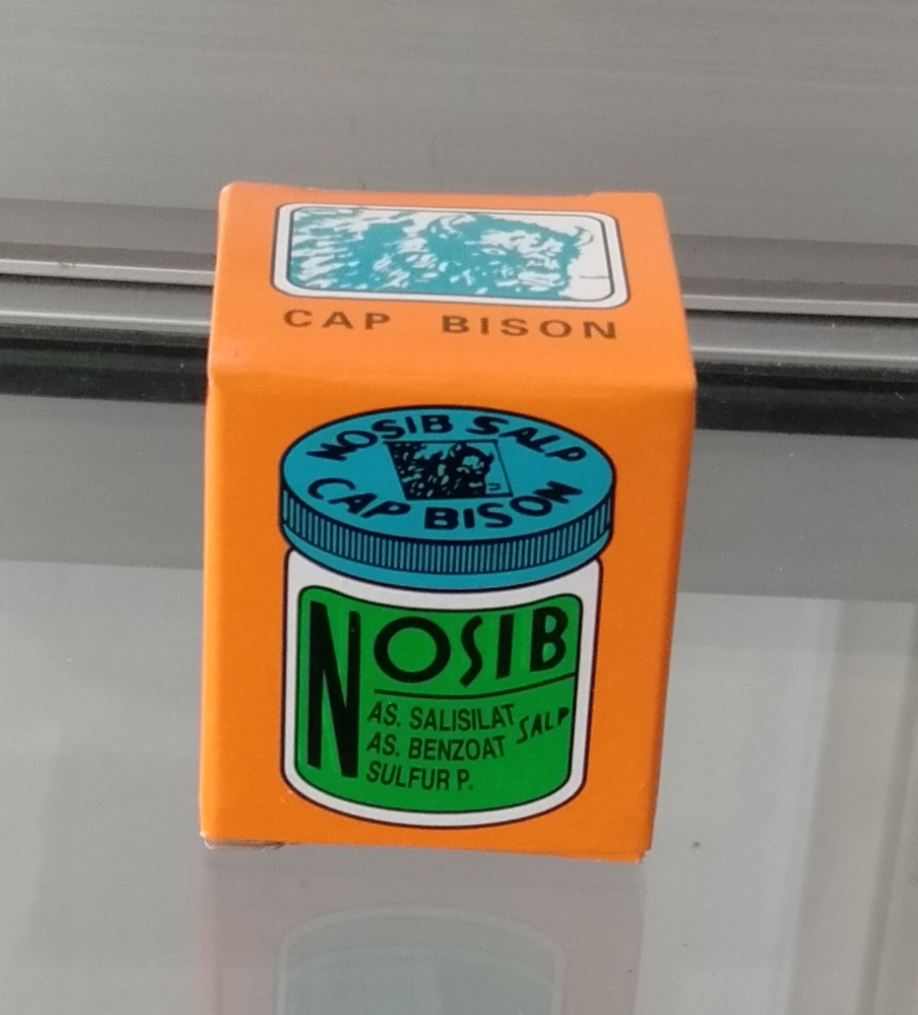 CAP BISON
NOSIB SALP
CAP BISON
NOSIB
AS. SALISILAT
AS. BENZOAT
SULFUR P.
SALP